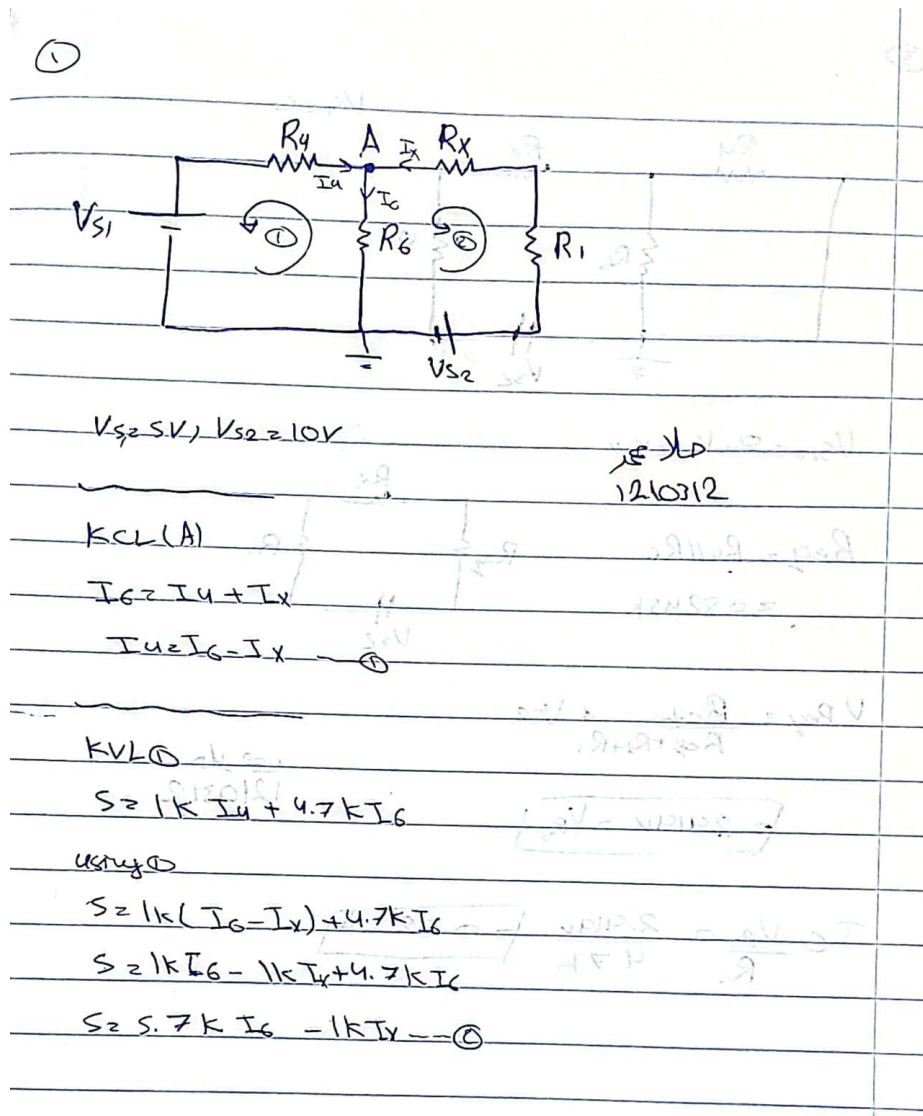 ①
R4 A Ix Rx
I4 I6
VS1 ① R6 ② R1
VS2
VS1= 5V, VS2 = 10V
1210312
KCL(A)
I6 = I4 + Ix
I4 = I6 - Ix — ①
KVL①
5 = 1k I4 + 4.7k I6
using ①
5 = 1k( I6 - Ix) + 4.7k I6
5 = 1k I6 - 1k Ix + 4.7k I6
5 = 5.7k I6 - 1k Ix -- ②